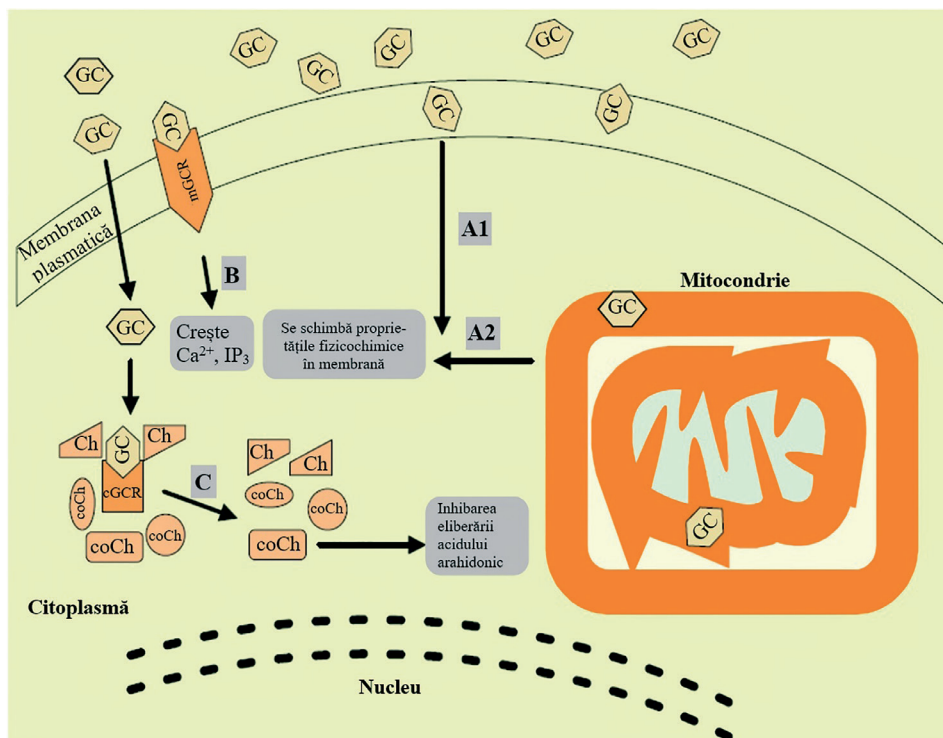 GC
GC
GC
GC
GC
GC
GC
GC
GC
GC
mGCR
Membrana
plasmatică
A1
B
Mitocondrie
GC
GC
Crește
Ca²⁺, IP₃
Se schimbă proprie-
tățile fizicochimice
în membrană
A2
Ch
GC
Ch
cGCR
C
Ch
Ch
coCh
coCh
coCh
coCh
coCh
coCh
Inhibarea
eliberării
acidului
arahidonic
GC
Citoplasmă
Nucleu